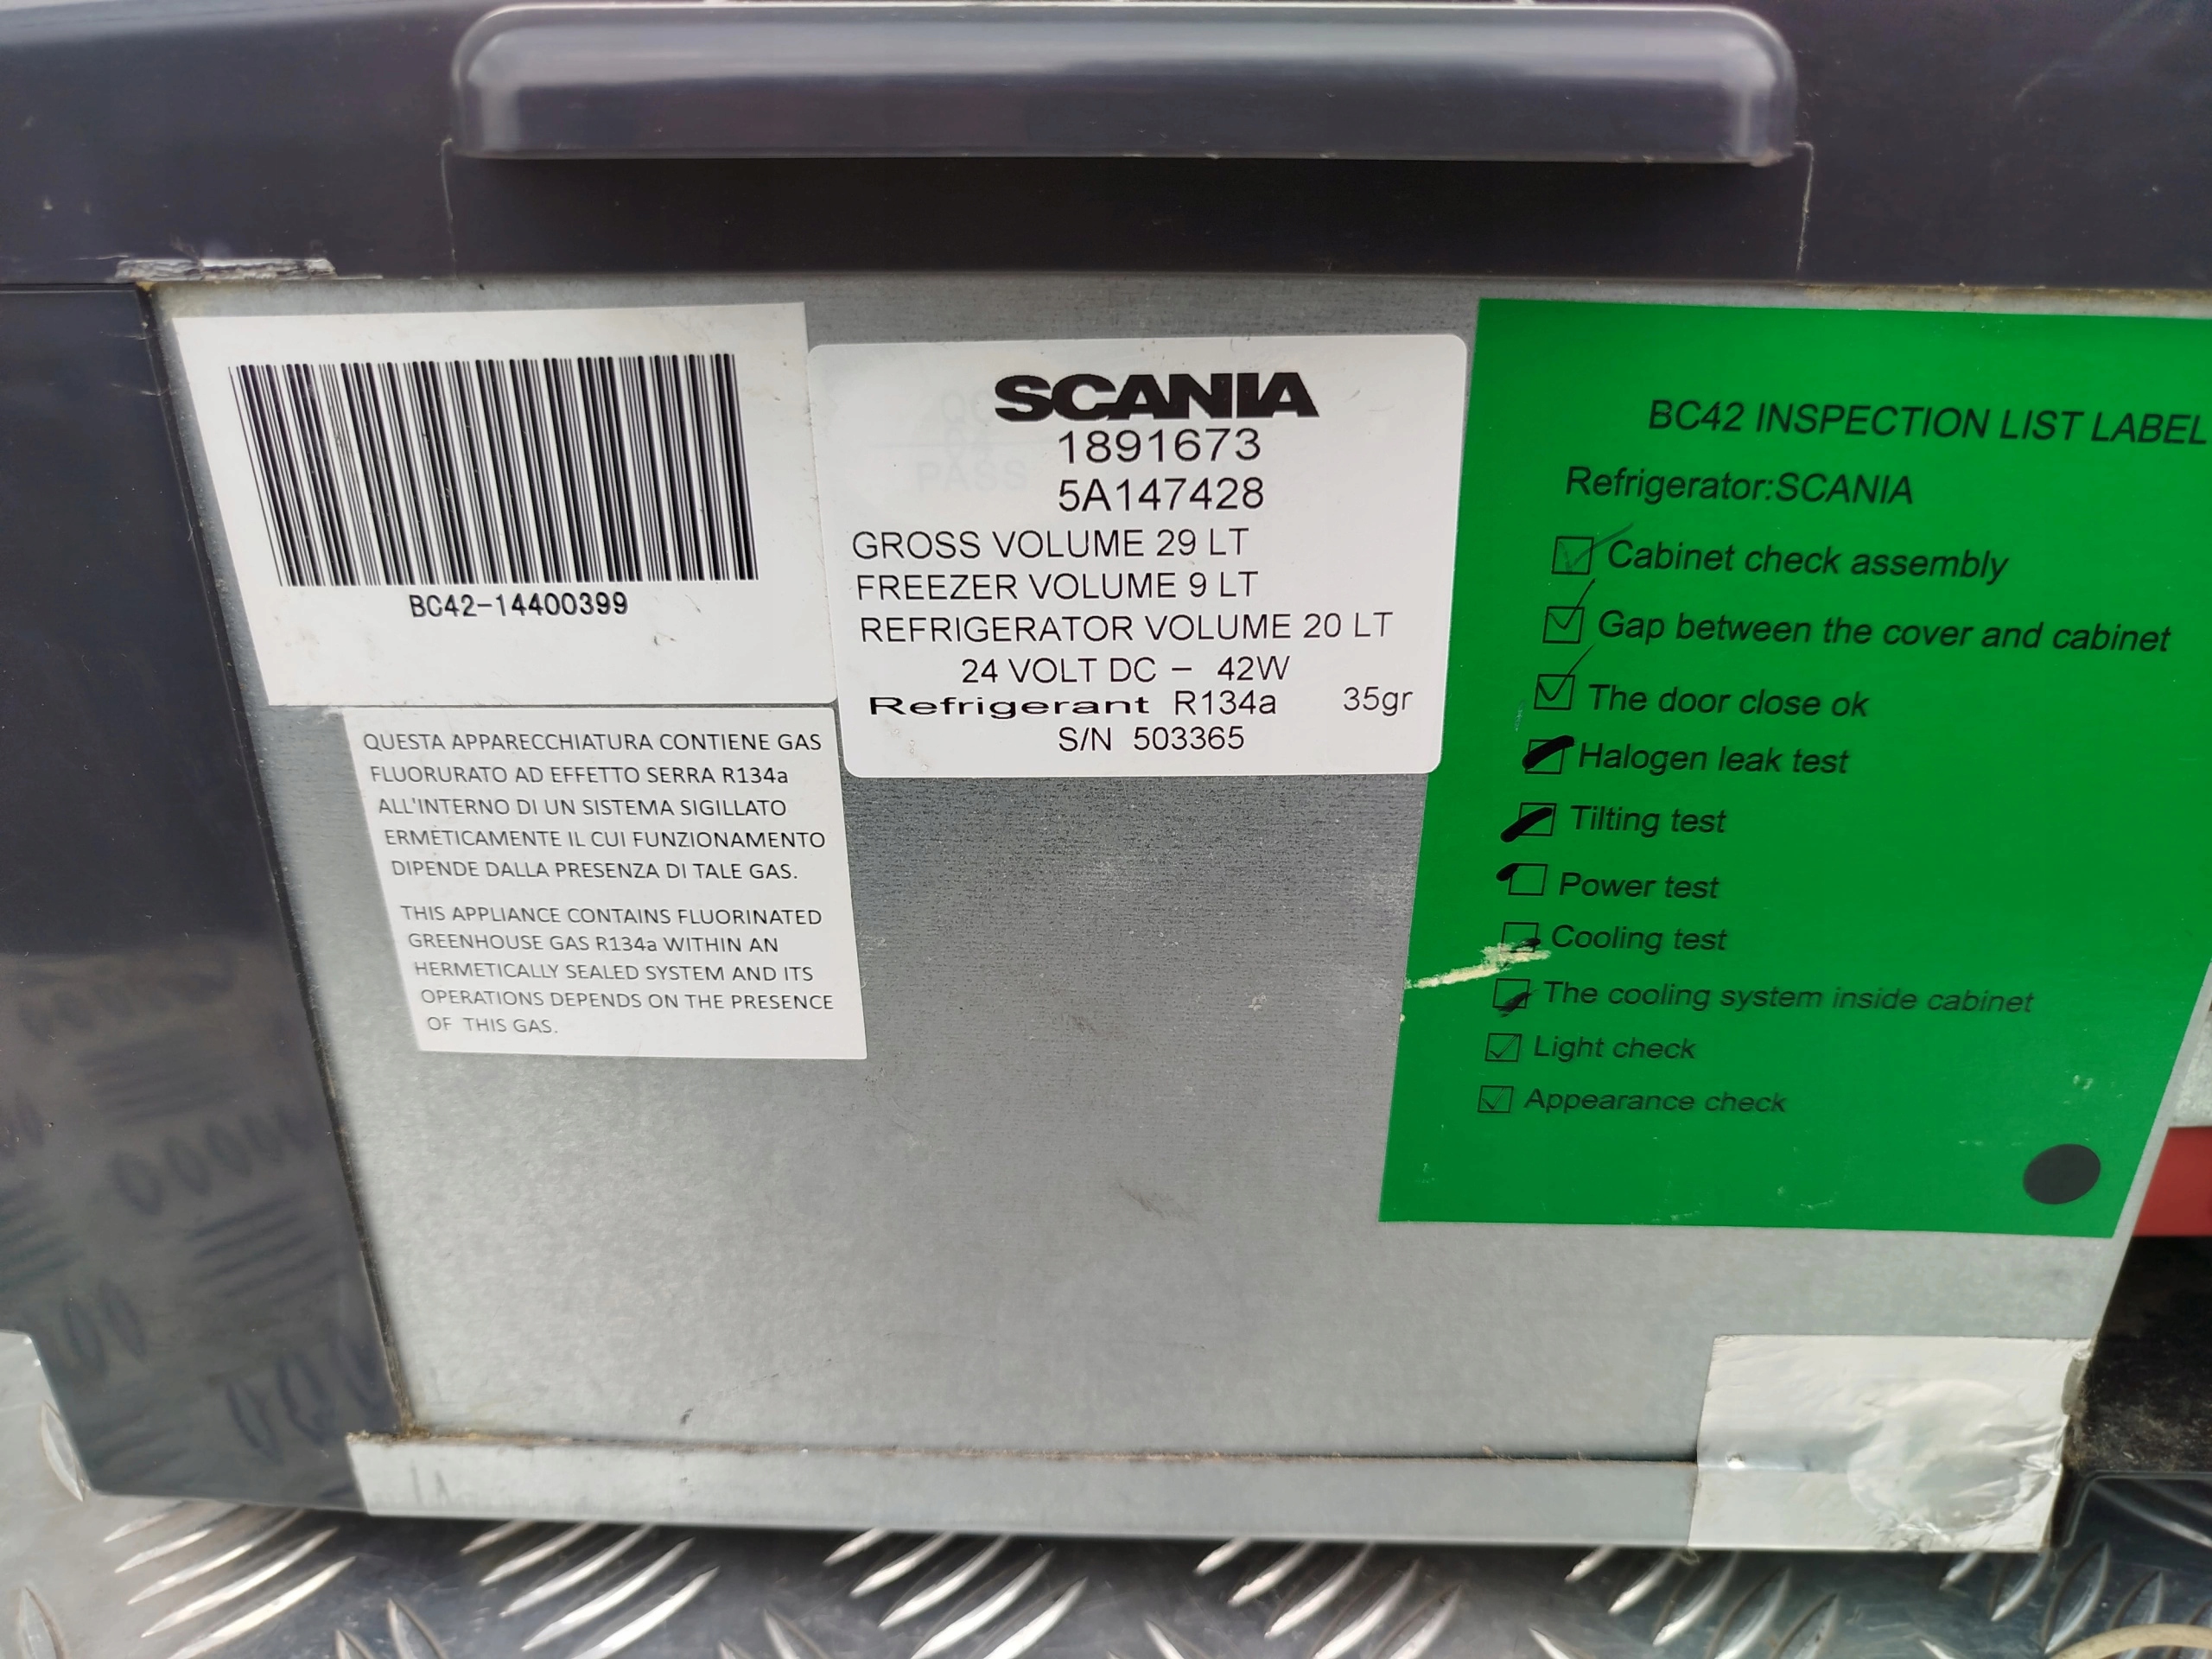 BC42-14400399
QUESTA APPARECCHIATURA CONTIENE GAS
FLUORURATO AD EFFETTO SERRA R134a
ALL'INTERNO DI UN SISTEMA SIGILLATO
ERMETICAMENTE IL CUI FUNZIONAMENTO
DIPENDE DALLA PRESENZA DI TALE GAS.
THIS APPLIANCE CONTAINS FLUORINATED
GREENHOUSE GAS R134a WITHIN AN
HERMETICALLY SEALED SYSTEM AND ITS
OPERATIONS DEPENDS ON THE PRESENCE
OF THIS GAS.
SCANIA
1891673
5A147428
GROSS VOLUME 29 LT
FREEZER VOLUME 9 LT
REFRIGERATOR VOLUME 20 LT
24 VOLT DC - 42W
Refrigerant R134a 35gr
S/N 503365
PASS
BC42 INSPECTION LIST LABEL
Refrigerator:SCANIA
Cabinet check assembly
Gap between the cover and cabinet
The door close ok
Halogen leak test
Tilting test
Power test
Cooling test
The cooling system inside cabinet
Light check
Appearance check